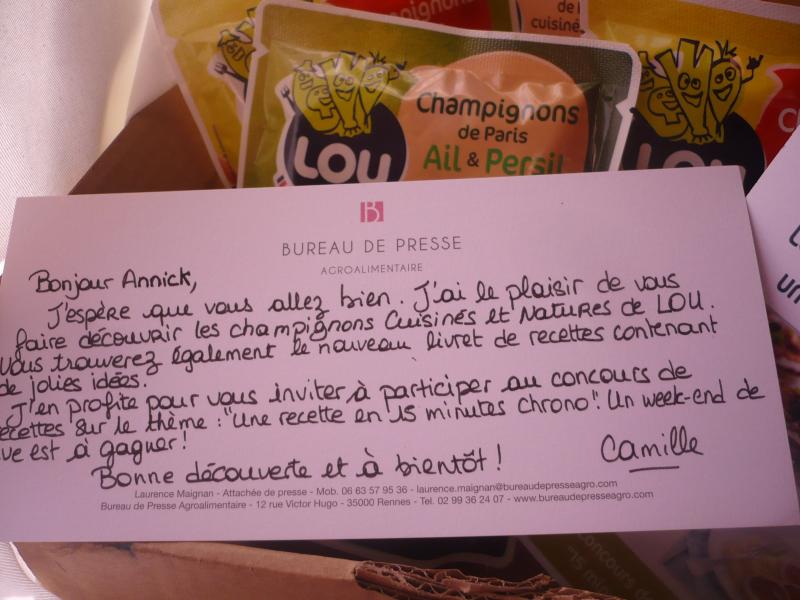 Champignons
de Paris
Ail & Persil
LOU
B
BUREAU DE PRESSE
AGROALIMENTAIRE
Bonjour Annick,
J'espère que vous allez bien. J'ai le plaisir de vous
faire découvrir les champignons Cuisinés et Natures de LOU.
Vous trouverez également le nouveau livret de recettes contenant
de jolies idées.
J'en profite pour vous inviter à participer au concours de
recettes sur le thème : "Une recette en 15 minutes chrono". Un week-end de
est à gagner!
Bonne découverte et à bientôt !
Camille
Laurence Maignan - Attachée de presse - Mob. 06 63 57 95 36 - laurence.maignan@bureaudepresseagro.com
Bureau de Presse Agroalimentaire - 12 rue Victor Hugo - 35000 Rennes - Tel. 02 99 36 24 07 - www.bureaudepresseagro.com